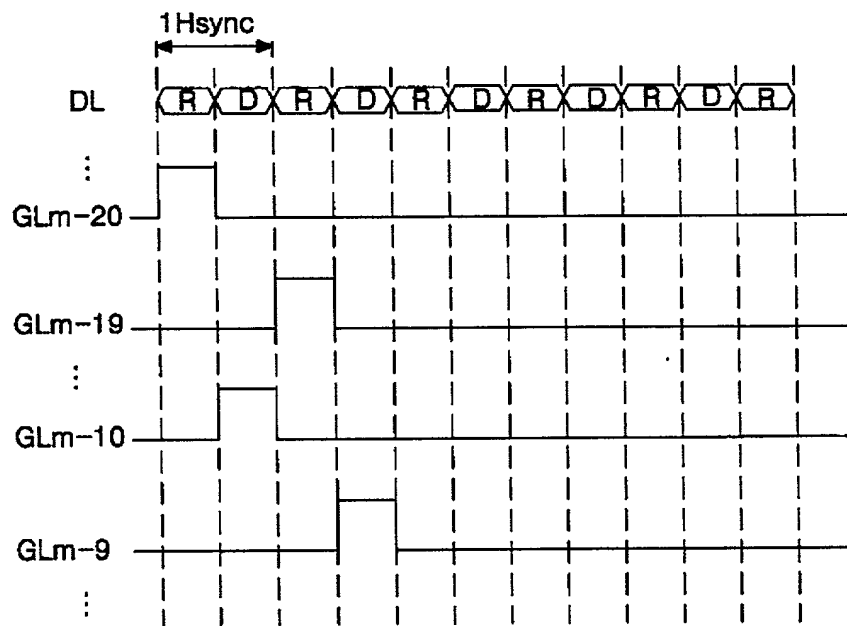 1Hsync
DL R D R D R D R D R D R
⋮
GLm-20
GLm-19
⋮
GLm-10
GLm-9
⋮